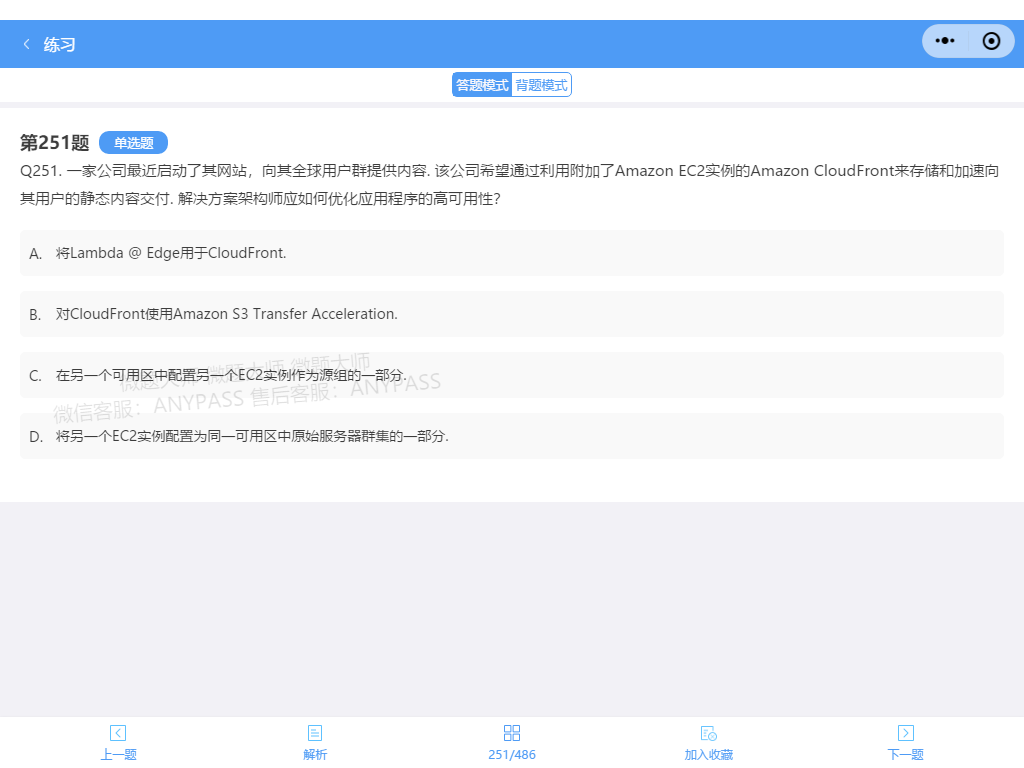 练习
答题模式 背题模式
第251题 单选题
Q251. 一家公司最近启动了其网站，向其全球用户群提供内容. 该公司希望通过利用附加了Amazon EC2实例的Amazon CloudFront来存储和加速向
其用户的静态内容交付. 解决方案架构师应如何优化应用程序的高可用性?
A. 将Lambda @ Edge用于CloudFront.
B. 对CloudFront使用Amazon S3 Transfer Acceleration.
微题大师 微题大师 微题大师
C. 在另一个可用区中配置另一个EC2实例作为源组的一部分.
微信客服：ANYPASS 售后客服：ANYPASS
D. 将另一个EC2实例配置为同一可用区中原始服务器群集的一部分.
上一题 解析 251/486 加入收藏 下一题